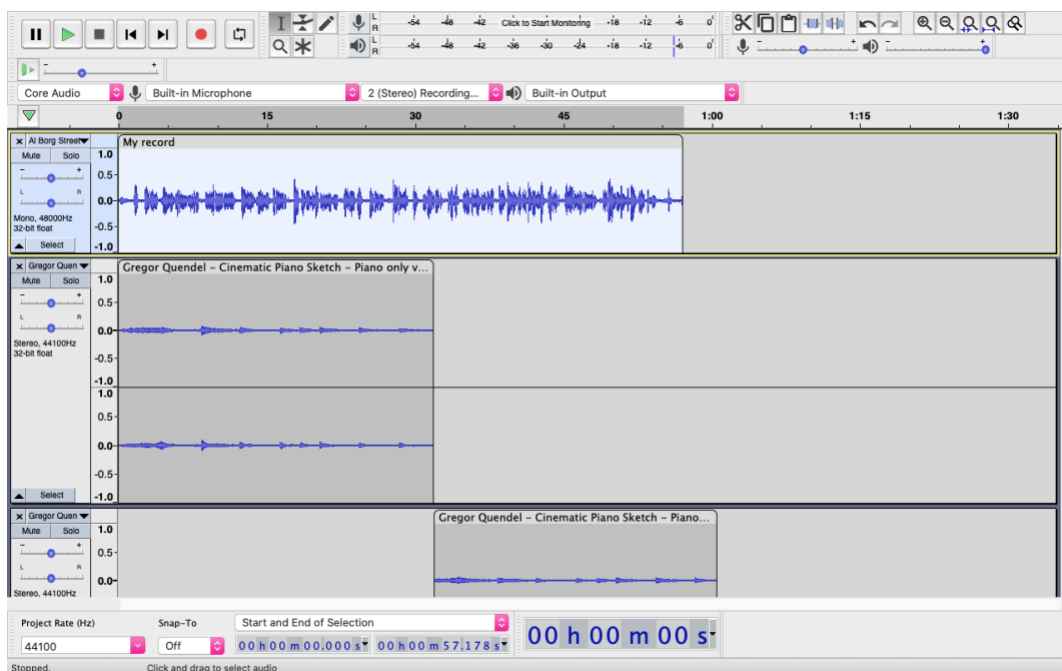 L
R
-54 -48 -42 Click to Start Monitoring -18 -12 -6 0
L
R
-54 -48 -42 -36 -30 -24 -18 -12 -6 0
Core Audio Built-in Microphone 2 (Stereo) Recording... Built-in Output
0 15 30 45 1:00 1:15 1:30
Al Borg Street My record
Mute Solo 1.0
- + 0.5
L R
0.0
Mono, 48000Hz
32-bit float -0.5
Select -1.0
Gregor Quen Gregor Quendel – Cinematic Piano Sketch – Piano only v...
Mute Solo 1.0
- + 0.5
L R
0.0
Stereo, 44100Hz
32-bit float -0.5
-1.0
1.0
0.5
0.0
-0.5
Select -1.0
Gregor Quen Gregor Quendel – Cinematic Piano Sketch – Piano...
Mute Solo 1.0
- + 0.5
L R
0.0
Stereo, 44100Hz
Project Rate (Hz) Snap-To Start and End of Selection
44100 Off 00 h 00 m 00.000 s 00 h 00 m 57.178 s 00 h 00 m 00 s
Stopped. Click and drag to select audio